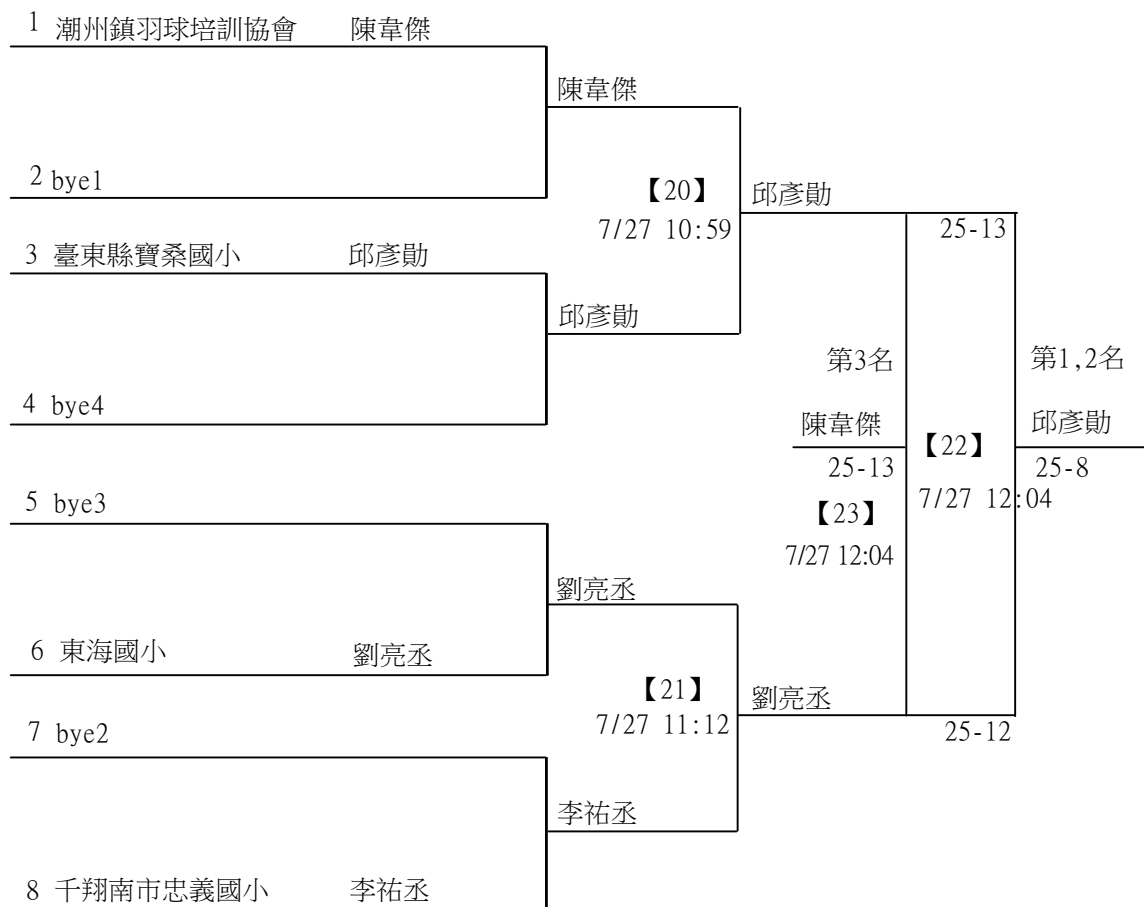 1 潮州鎮羽球培訓協會 陳韋傑
陳韋傑
2 bye1
【20】
7/27 10:59
邱彥勛
25-13
3 臺東縣寶桑國小 邱彥勛
邱彥勛
第3名
第1,2名
4 bye4
陳韋傑
25-13
【22】
7/27 12:04
邱彥勛
25-8
5 bye3
【23】
7/27 12:04
劉亮丞
6 東海國小 劉亮丞
【21】
7/27 11:12
劉亮丞
25-12
7 bye2
李祐丞
8 千翔南市忠義國小 李祐丞